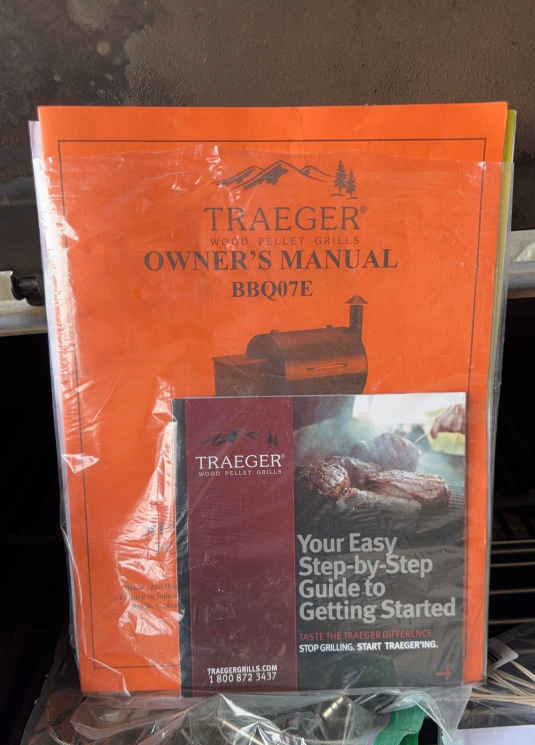 TRAEGER®
WOOD PELLET GRILLS
OWNER'S MANUAL
BBQ07E
TRAEGER®
WOOD PELLET GRILLS
Your Easy
Step-by-Step
Guide to
Getting Started
TASTE THE TRAEGER DIFFERENCE
STOP GRILLING. START TRAEGER'ING.
TRAEGERGRILLS.COM
1 800 872 3437